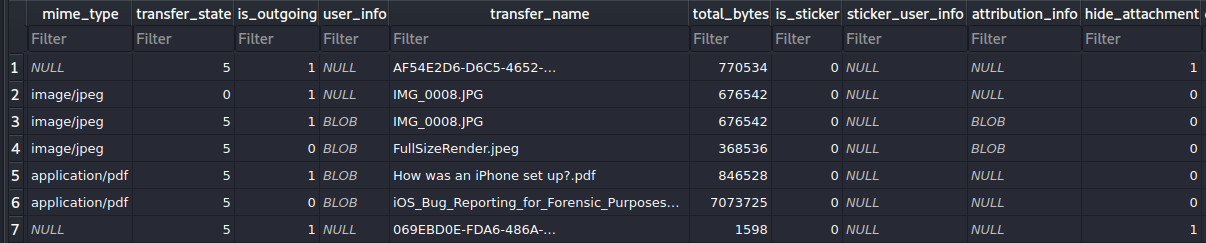 mime_type transfer_state is_outgoing user_info transfer_name total_bytes is_sticker sticker_user_info attribution_info hide_attachment
Filter Filter Filter Filter Filter Filter Filter Filter Filter Filter
1 NULL 5 1 NULL AF54E2D6-D6C5-4652-... 770534 0 NULL NULL 1
2 image/jpeg 0 1 NULL IMG_0008.JPG 676542 0 NULL NULL 0
3 image/jpeg 5 1 BLOB IMG_0008.JPG 676542 0 NULL BLOB 0
4 image/jpeg 5 0 BLOB FullSizeRender.jpeg 368536 0 NULL BLOB 0
5 application/pdf 5 1 BLOB How was an iPhone set up?.pdf 846528 0 NULL NULL 0
6 application/pdf 5 0 BLOB iOS_Bug_Reporting_for_Forensic_Purposes... 7073725 0 NULL NULL 0
7 NULL 5 1 NULL 069EBD0E-FDA6-486A-... 1598 0 NULL NULL 1